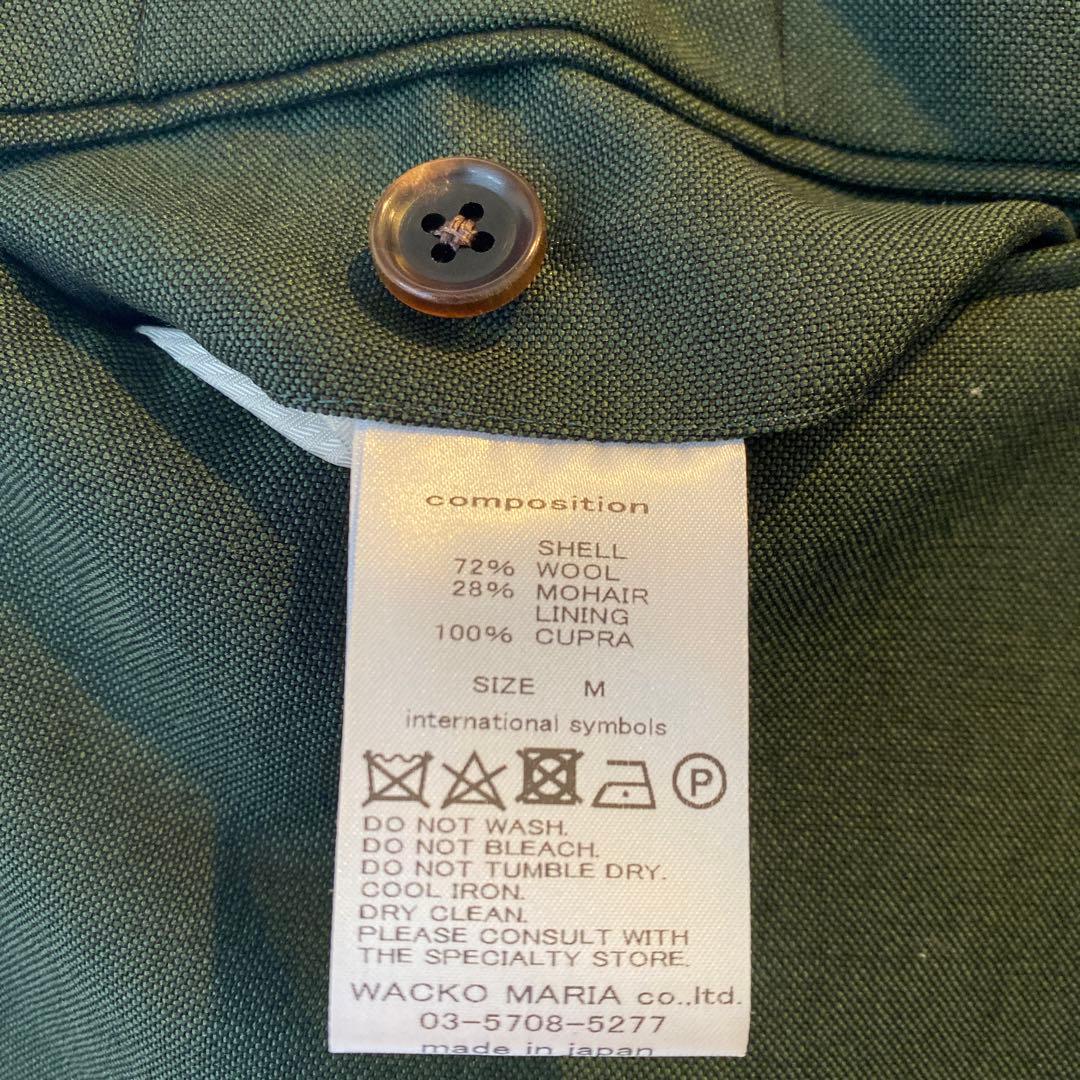 composition
SHELL
72% WOOL
28% MOHAIR
LINING
100% CUPRA
SIZE M
international symbols
P
DO NOT WASH.
DO NOT BLEACH.
DO NOT TUMBLE DRY.
COOL IRON.
DRY CLEAN.
PLEASE CONSULT WITH
THE SPECIALTY STORE.
WACKO MARIA co.,ltd.
03-5708-5277
made in japan